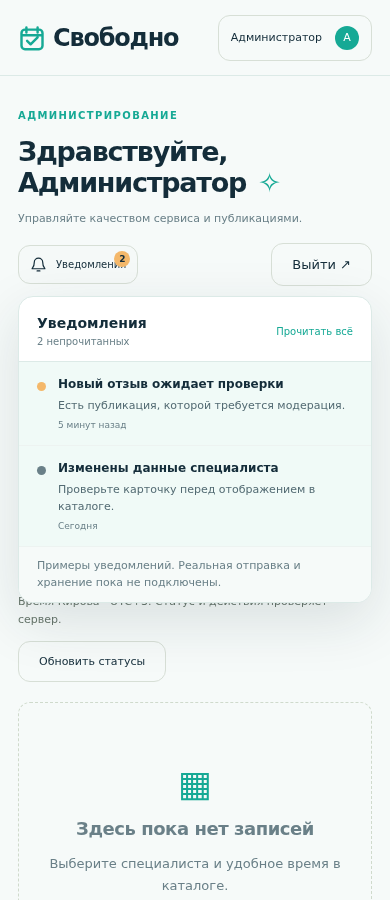 Свободно
Администратор
А
АДМИНИСТРИРОВАНИЕ
Здравствуйте,
Администратор
Управляйте качеством сервиса и публикациями.
Уведомления
2
Выйти ↗
Уведомления
2 непрочитанных
Прочитать всё
Новый отзыв ожидает проверки
Есть публикация, которой требуется модерация.
5 минут назад
Изменены данные специалиста
Проверьте карточку перед отображением в
каталоге.
Сегодня
Примеры уведомлений. Реальная отправка и
хранение пока не подключены.
сервер.
Обновить статусы
Здесь пока нет записей
Выберите специалиста и удобное время в
каталоге.